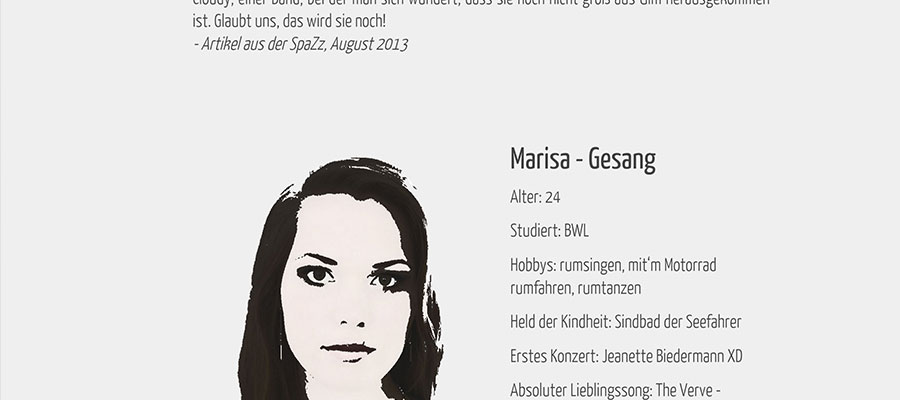 cloudy, einer Band, bei der man sich wundert, dass sie noch nicht groß aus Ulm herausgekommen
ist. Glaubt uns, das wird sie noch!
- Artikel aus der SpaZz, August 2013
Marisa - Gesang
Alter: 24
Studiert: BWL
Hobbys: rumsingen, mit'm Motorrad
rumfahren, rumtanzen
Held der Kindheit: Sindbad der Seefahrer
Erstes Konzert: Jeanette Biedermann XD
Absoluter Lieblingssong: The Verve -